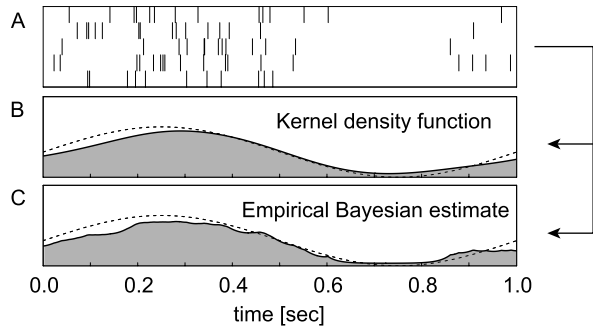 A
B
Kernel density function
C
Empirical Bayesian estimate
0.0 0.2 0.4 0.6 0.8 1.0
time [sec]